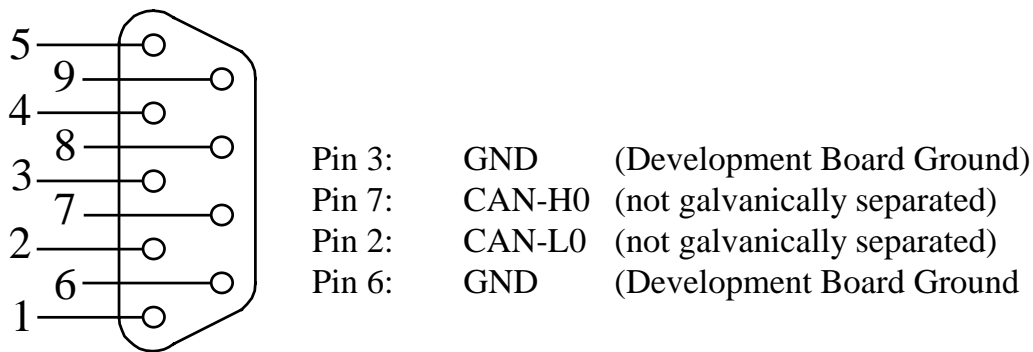 5
9
4
8
3
7
2
6
1
Pin 3: GND (Development Board Ground)
Pin 7: CAN-H0 (not galvanically separated)
Pin 2: CAN-L0 (not galvanically separated)
Pin 6: GND (Development Board Ground